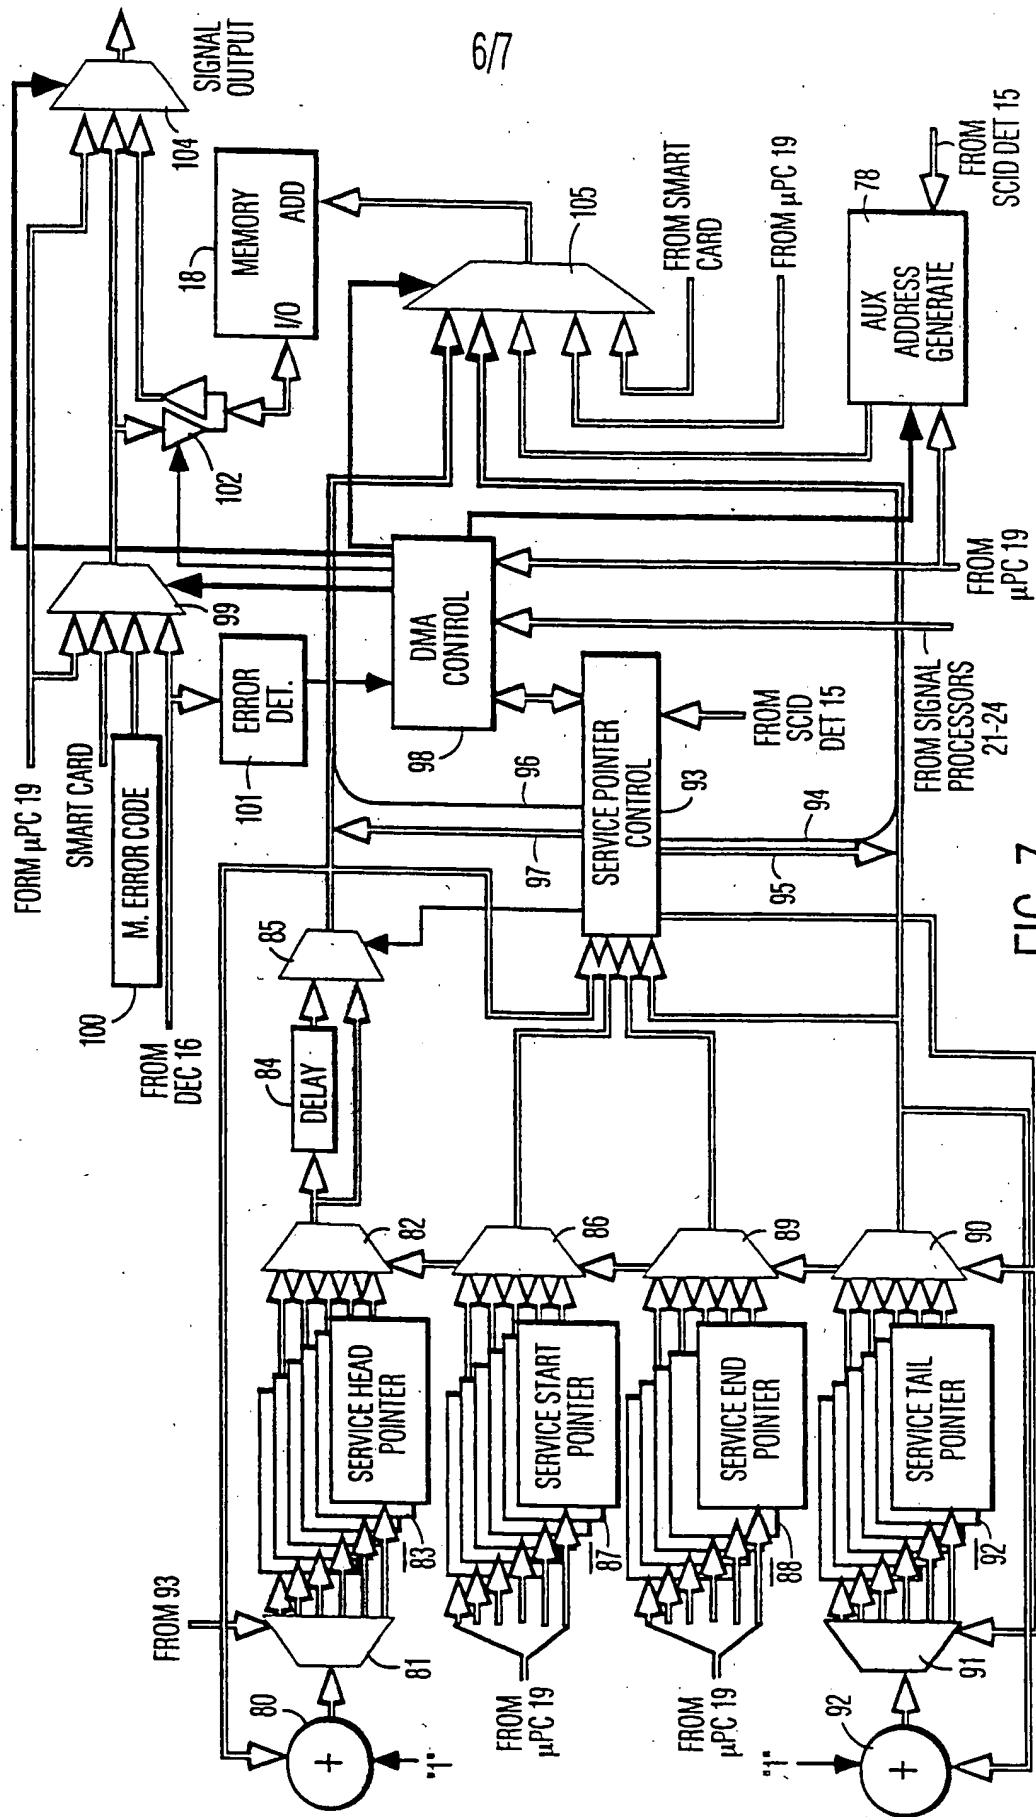 6/7
FORM µPC 19
SMART CARD
M. ERROR CODE
100
FROM
DEC 16
99
ERROR
DET.
101
102
104
SIGNAL
OUTPUT
18
MEMORY
I/O
ADD
105
FROM SMART
CARD
FROM µPC 19
78
AUX
ADDRESS
GENERATE
FROM
SCID DET 15
DMA
CONTROL
98
FROM
µPC 19
FROM SIGNAL
PROCESSORS
21-24
SERVICE POINTER
CONTROL
93
96
97
94
95
FROM
SCID
DET 15
FROM 93
80
+
"1"
81
SERVICE HEAD
POINTER
83
82
84
DELAY
85
FROM
µPC 19
SERVICE START
POINTER
87
86
FROM
µPC 19
SERVICE END
POINTER
88
89
92
+
"1"
91
SERVICE TAIL
POINTER
92
90
FIG. 7